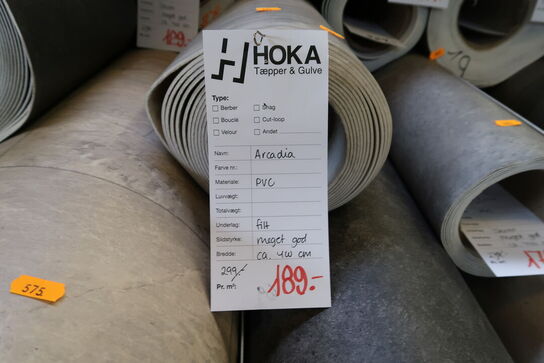 HOKA
Tæpper & Gulve
Type:
Berber Shag
Bouclé Cut-loop
Velour Andet
Navn: Arcadia
Farve nr.:
Materiale: PVC
Luvvægt:
Totalvægt:
Underlag: filt
Slidstyrke: meget god
Bredde: ca. 400 cm
299,-
Pr. m²: 189.-
575
189.-
19